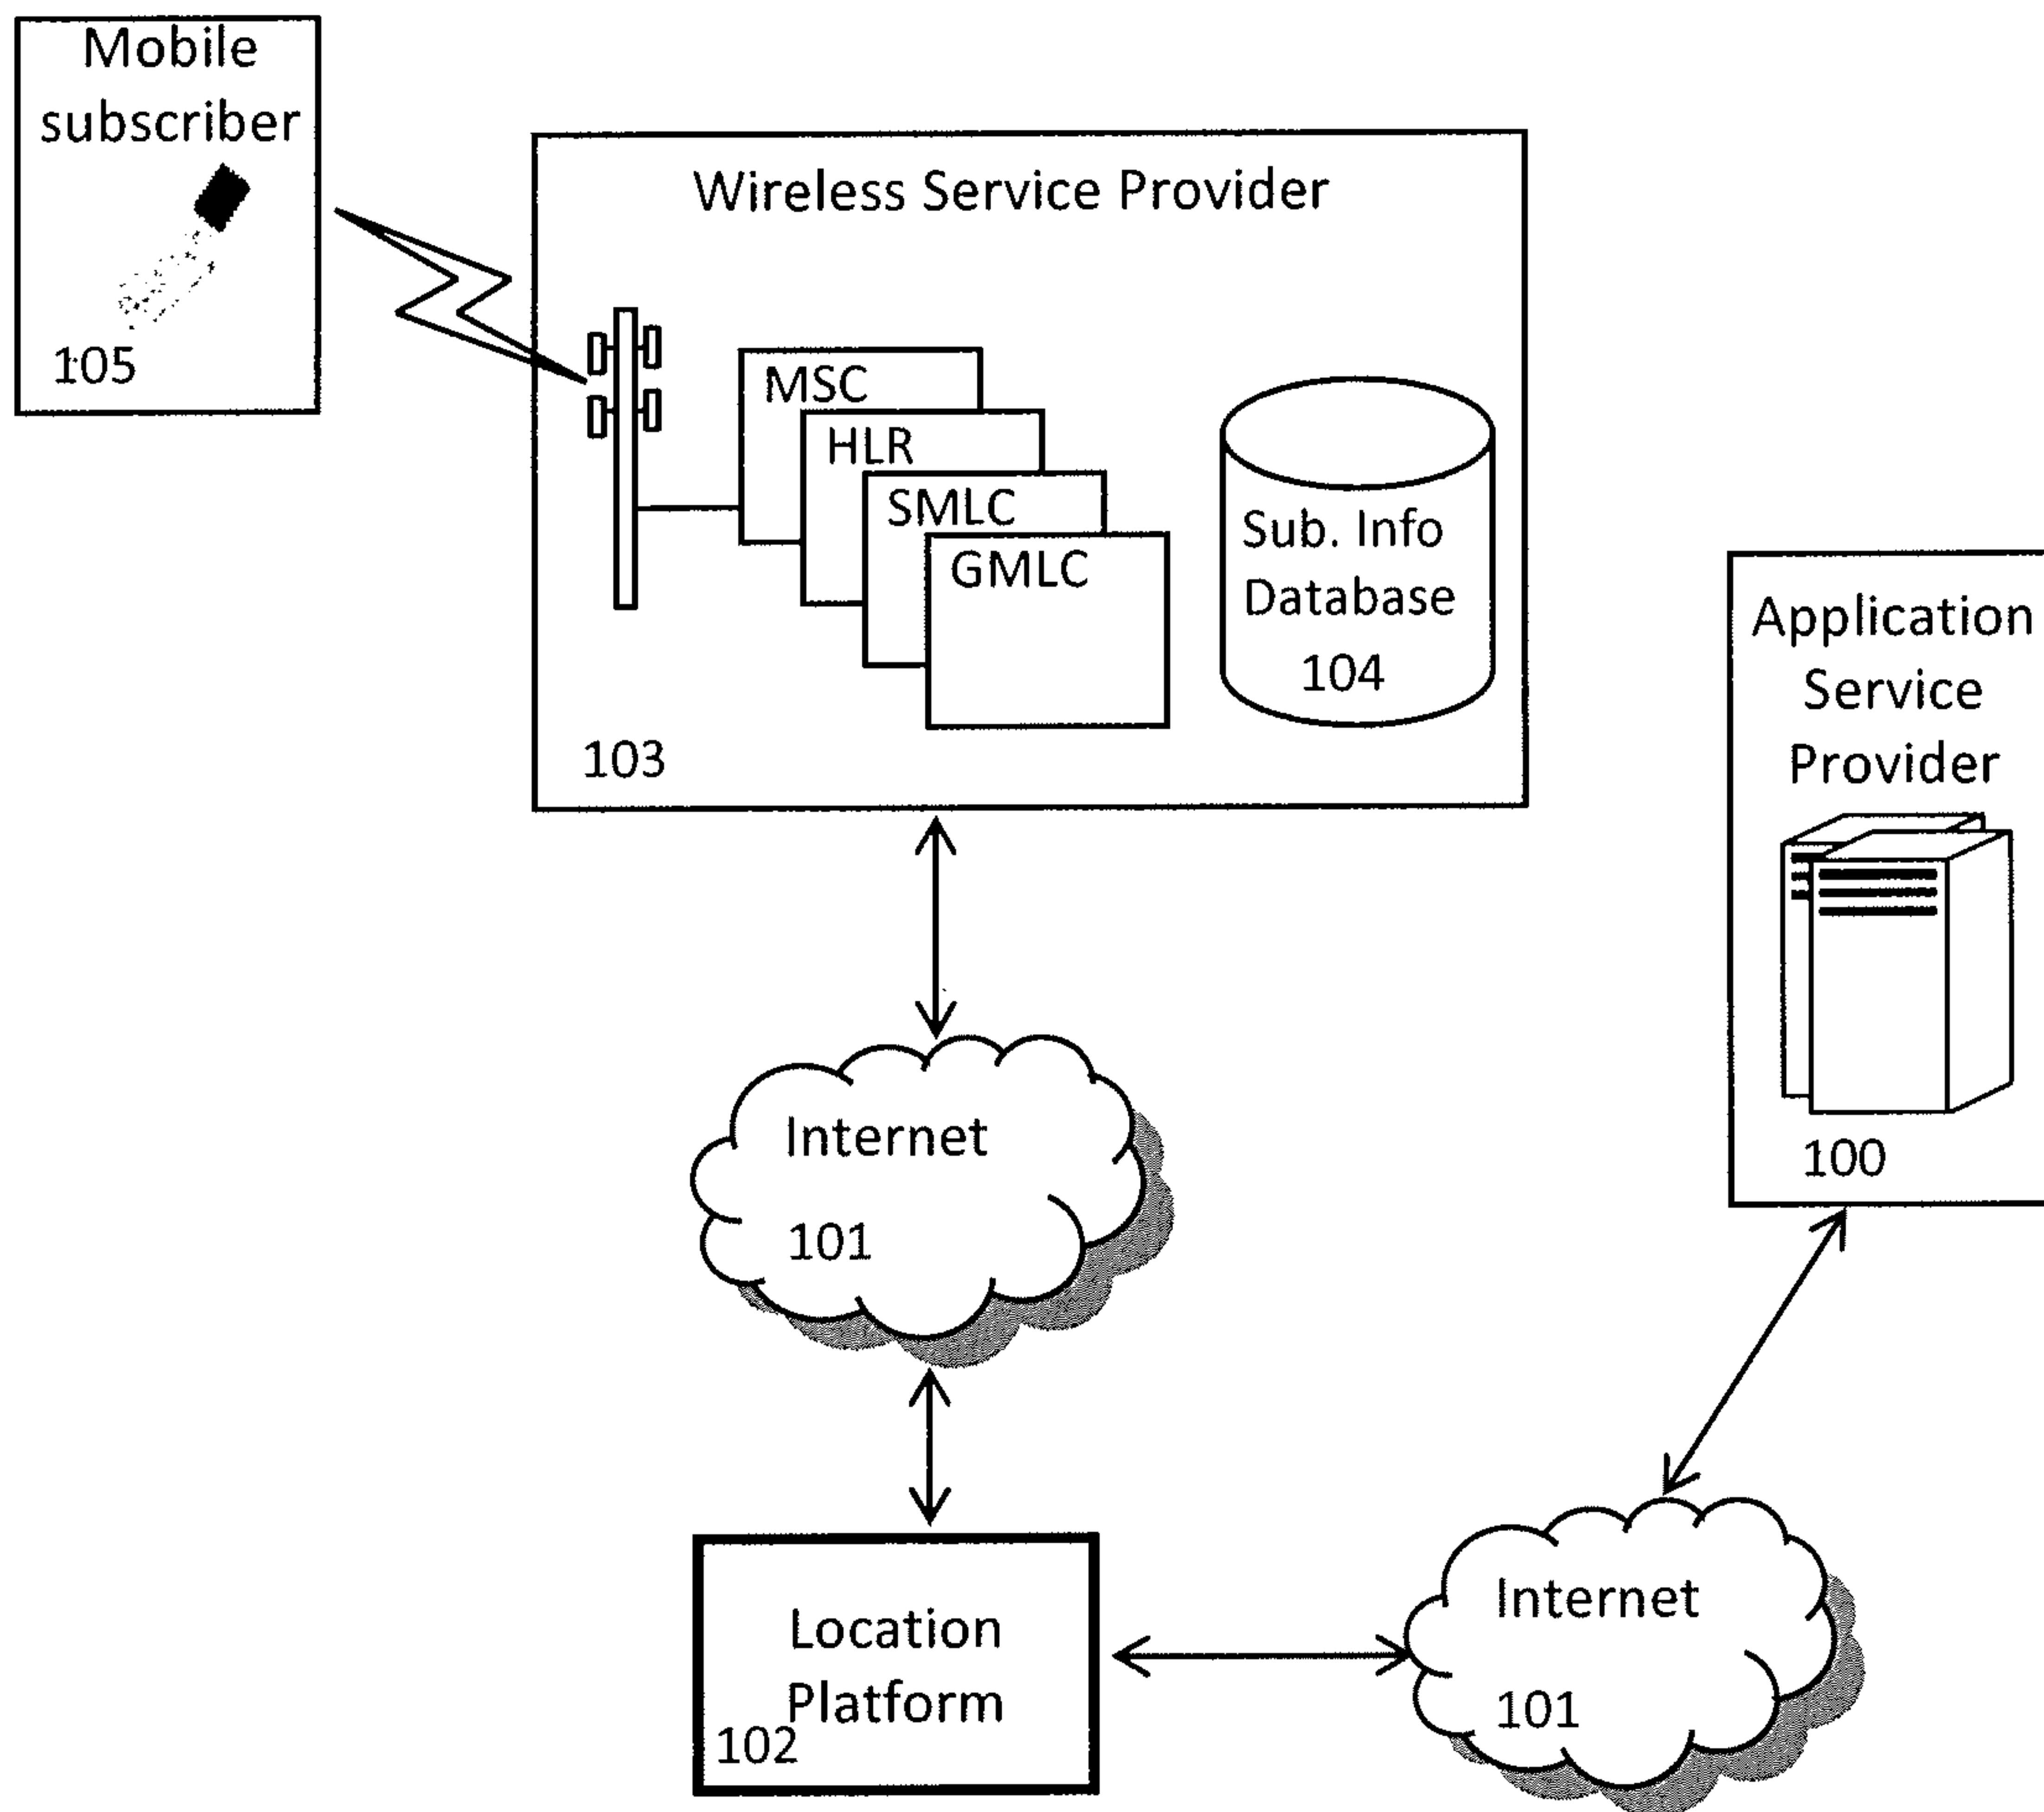 Mobile
subscriber
105
Wireless Service Provider
MSC
HLR
SMLC
GMLC
Sub. Info
Database
104
103
Application
Service
Provider
100
Internet
101
Location
Platform
102
Internet
101